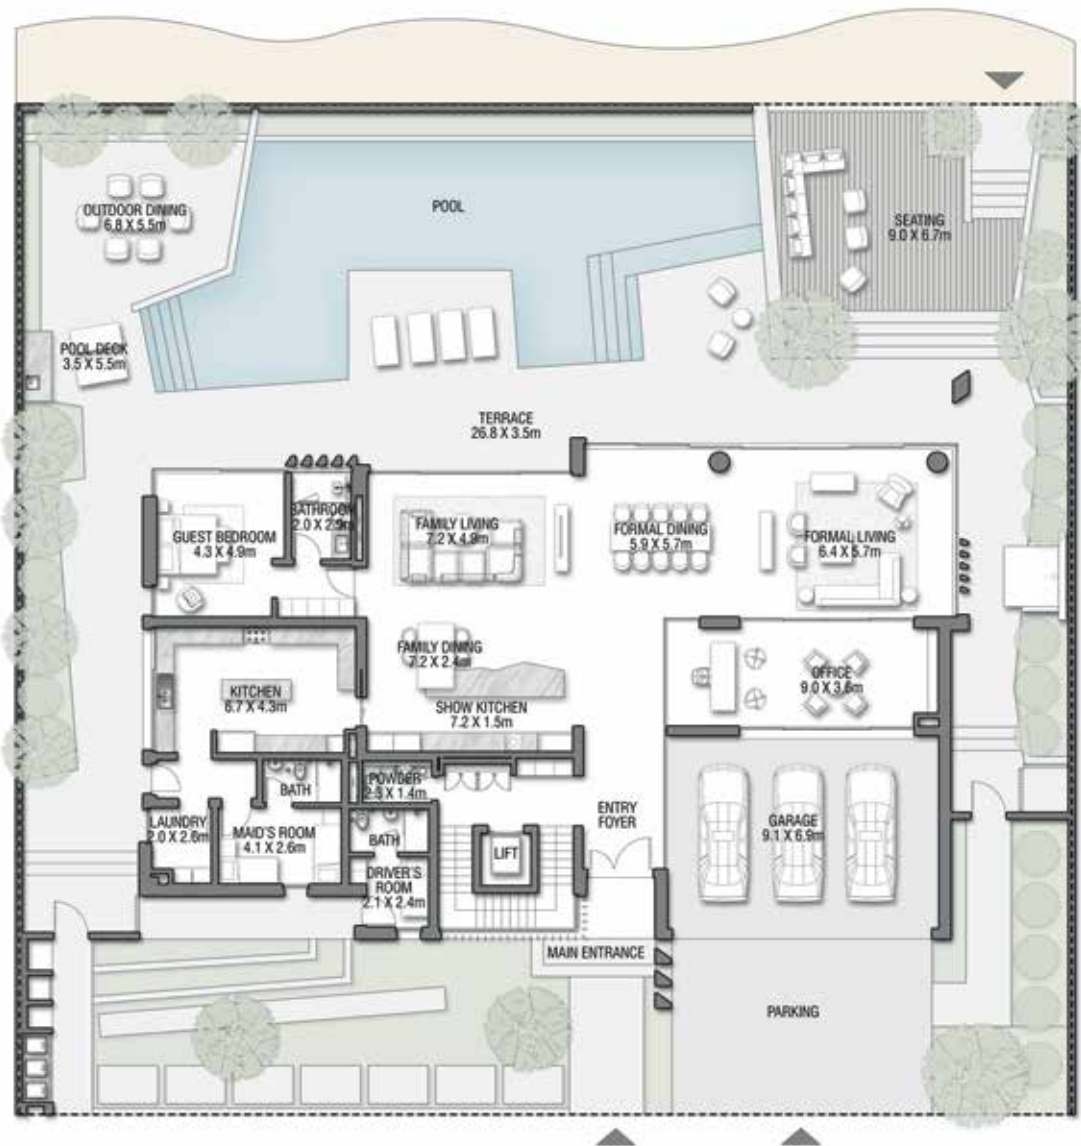 POOL
OUTDOOR DINING
6.8 X 5.5m
SEATING
9.0 X 6.7m
POOL DECK
3.5 X 5.5m
TERRACE
26.8 X 3.5m
BATHROOM
2.0 X 2.9m
GUEST BEDROOM
4.3 X 4.9m
FAMILY LIVING
7.2 X 4.9m
FORMAL DINING
5.9 X 5.7m
FORMAL LIVING
6.4 X 5.7m
FAMILY DINING
7.2 X 2.4m
OFFICE
9.0 X 3.6m
KITCHEN
6.7 X 4.3m
SHOW KITCHEN
7.2 X 1.5m
POWDER
2.3 X 1.4m
BATH
ENTRY
FOYER
GARAGE
9.1 X 6.9m
LAUNDRY
2.0 X 2.6m
MAID'S ROOM
4.1 X 2.6m
BATH
LIFT
DRIVER'S
ROOM
2.1 X 2.4m
MAIN ENTRANCE
PARKING